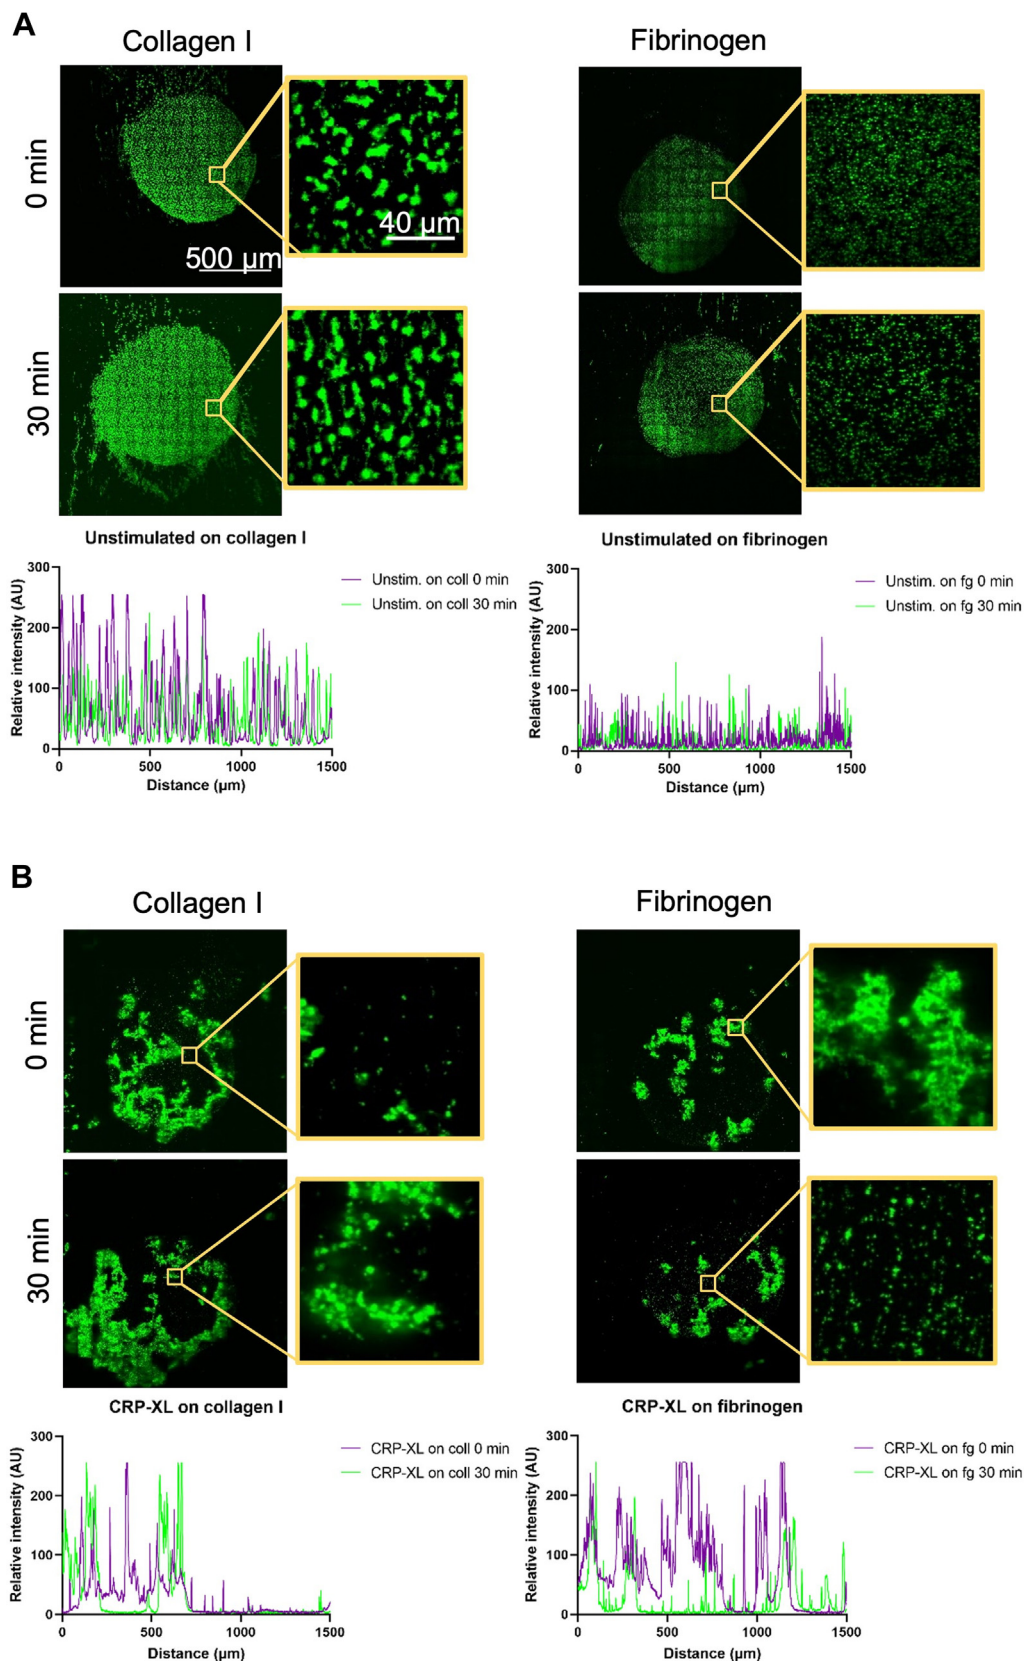 A
Collagen I
Fibrinogen
0 min
40 µm
500 µm
30 min
Unstimulated on collagen I
Unstimulated on fibrinogen
Relative intensity (AU)
300
200
100
0
0
500
1000
1500
Distance (µm)
Unstim. on coll 0 min
Unstim. on coll 30 min
Relative intensity (AU)
300
200
100
0
0
500
1000
1500
Distance (µm)
Unstim. on fg 0 min
Unstim. on fg 30 min
B
Collagen I
Fibrinogen
0 min
30 min
CRP-XL on collagen I
CRP-XL on fibrinogen
Relative intensity (AU)
300
200
100
0
0
500
1000
1500
Distance (µm)
CRP-XL on coll 0 min
CRP-XL on coll 30 min
Relative intensity (AU)
300
200
100
0
0
500
1000
1500
Distance (µm)
CRP-XL on fg 0 min
CRP-XL on fg 30 min